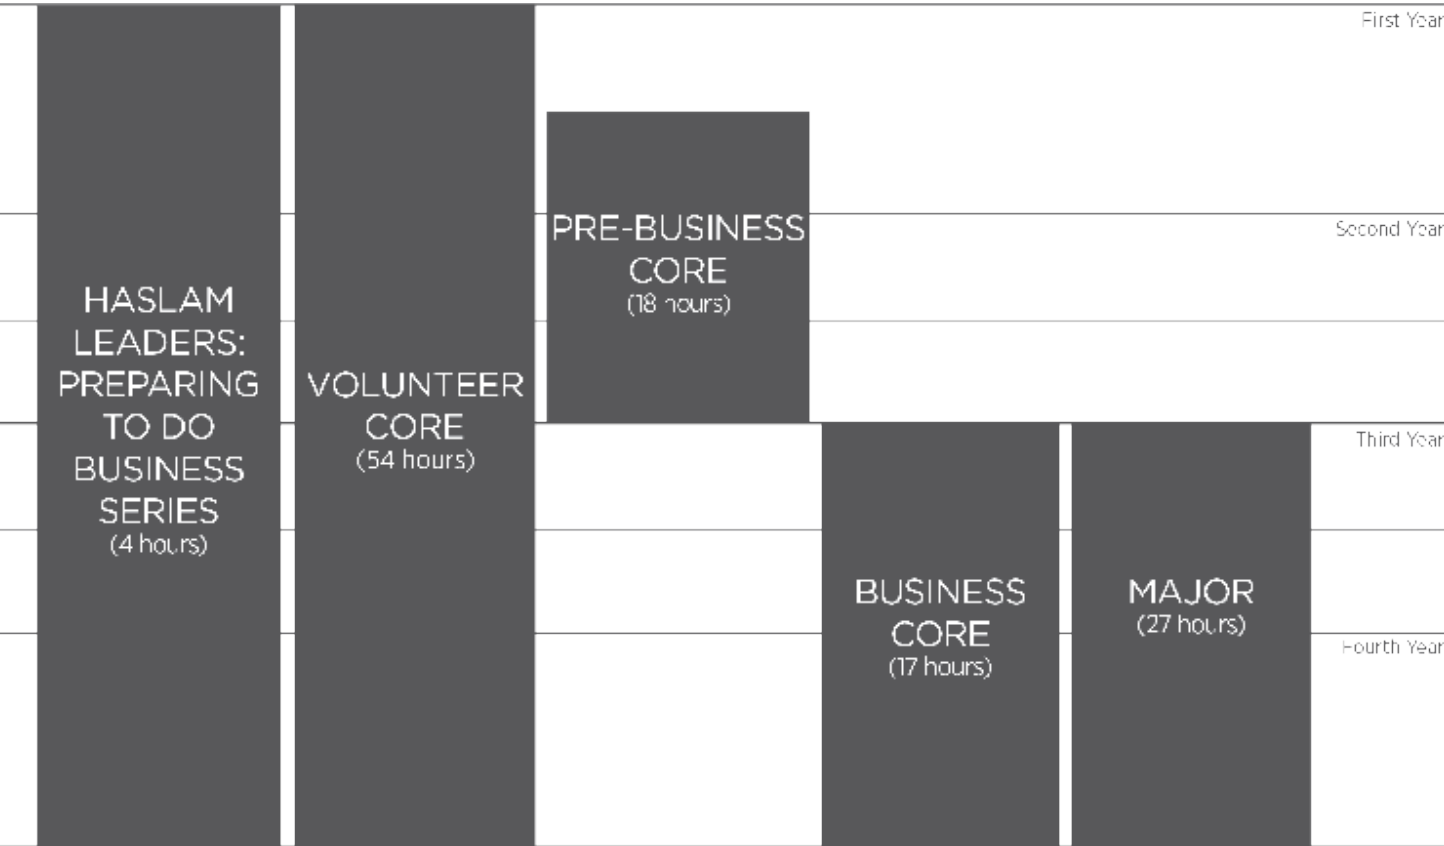 First Year
Second Year
Third Year
Fourth Year
HASLAM
LEADERS:
PREPARING
TO DO
BUSINESS
SERIES
(4 hours)
VOLUNTEER
CORE
(54 hours)
PRE-BUSINESS
CORE
(18 hours)
BUSINESS
CORE
(17 hours)
MAJOR
(27 hours)